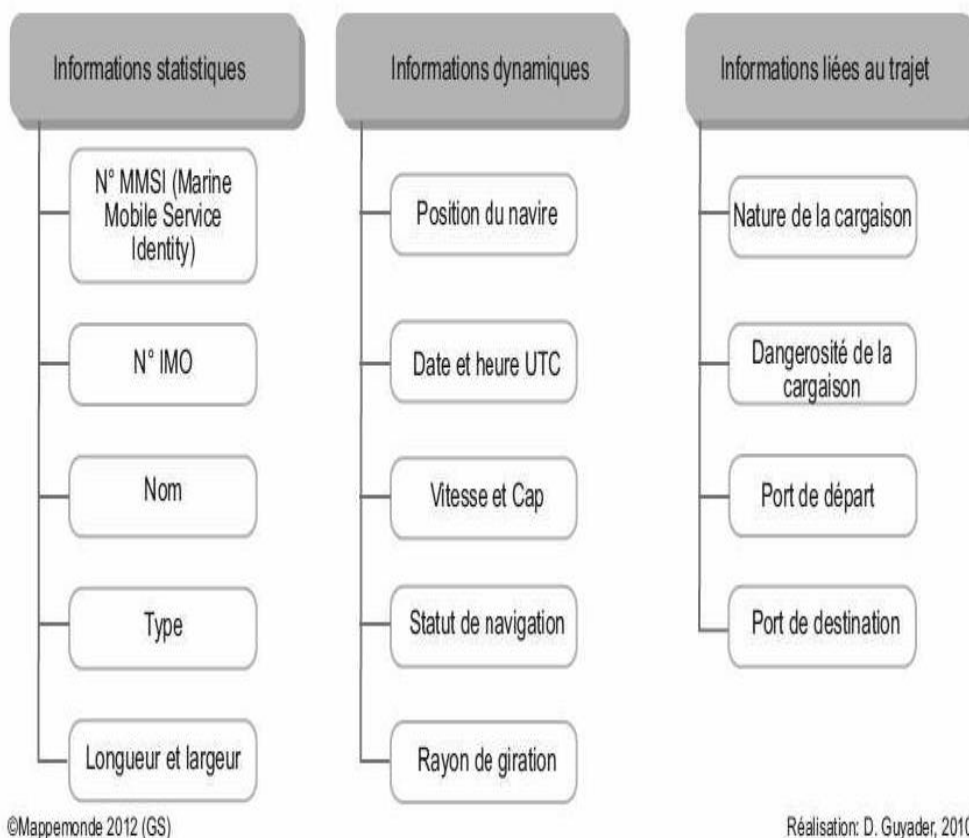 Informations statistiques
N° MMSI (Marine
Mobile Service
Identity)
N° IMO
Nom
Type
Longueur et largeur
Informations dynamiques
Position du navire
Date et heure UTC
Vitesse et Cap
Statut de navigation
Rayon de giration
Informations liées au trajet
Nature de la cargaison
Dangerosité de la
cargaison
Port de départ
Port de destination
©Mappemonde 2012 (GS)
Réalisation: D. Guyader, 2010